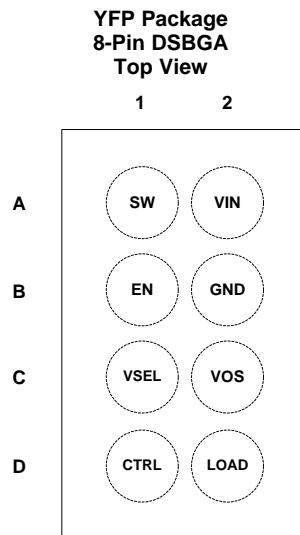 YFP Package
8-Pin DSBGA
Top View
1 2
A SW VIN
B EN GND
C VSEL VOS
D CTRL LOAD